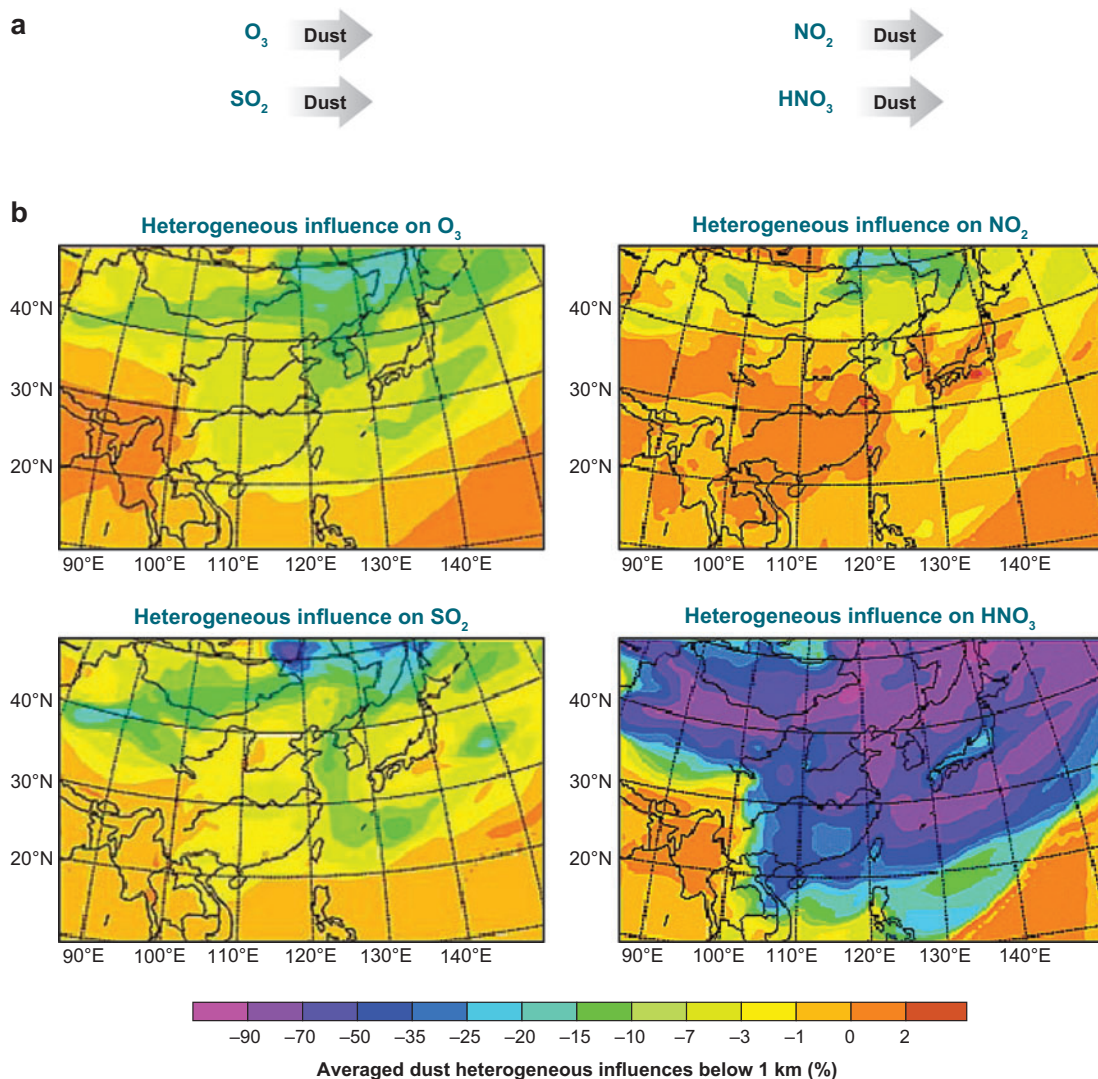 a
O₃ Dust NO₂ Dust
SO₂ Dust HNO₃ Dust
b
Heterogeneous influence on O₃ Heterogeneous influence on NO₂
40°N 40°N
30°N 30°N
20°N 20°N
90°E 100°E 110°E 120°E 130°E 140°E 90°E 100°E 110°E 120°E 130°E 140°E
Heterogeneous influence on SO₂ Heterogeneous influence on HNO₃
40°N 40°N
30°N 30°N
20°N 20°N
90°E 100°E 110°E 120°E 130°E 140°E 90°E 100°E 110°E 120°E 130°E 140°E
–90 –70 –50 –35 –25 –20 –15 –10 –7 –3 –1 0 2
Averaged dust heterogeneous influences below 1 km (%)